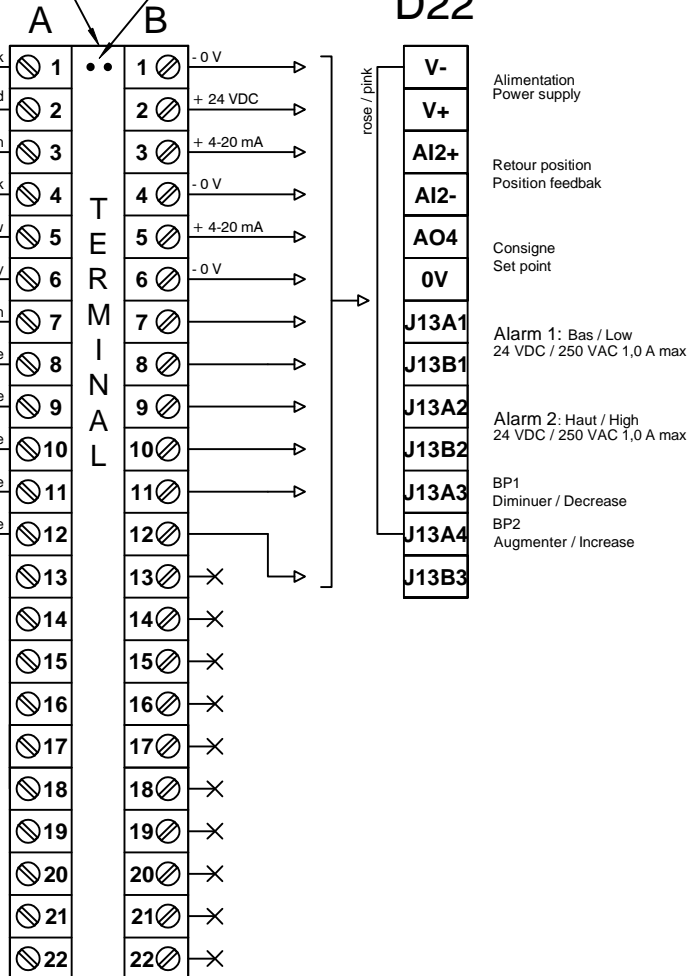 A B D22
1 1 - 0 V
2 2 + 24 VDC
3 3 + 4-20 mA
4 4 - 0 V
5 5 + 4-20 mA
6 6 - 0 V
7 7
8 8
9 9
10 10
11 11
12 12
13 13
14 14
15 15
16 16
17 17
18 18
19 19
20 20
21 21
22 22
TERMINAL
rose / pink
V-
V+
AI2+
AI2-
AO4
0V
J13A1
J13B1
J13A2
J13B2
J13A3
J13A4
J13B3
Alimentation
Power supply
Retour position
Position feedbak
Consigne
Set point
Alarm 1: Bas / Low
24 VDC / 250 VAC 1,0 A max
Alarm 2: Haut / High
24 VDC / 250 VAC 1,0 A max
BP1
Diminuer / Decrease
BP2
Augmenter / Increase